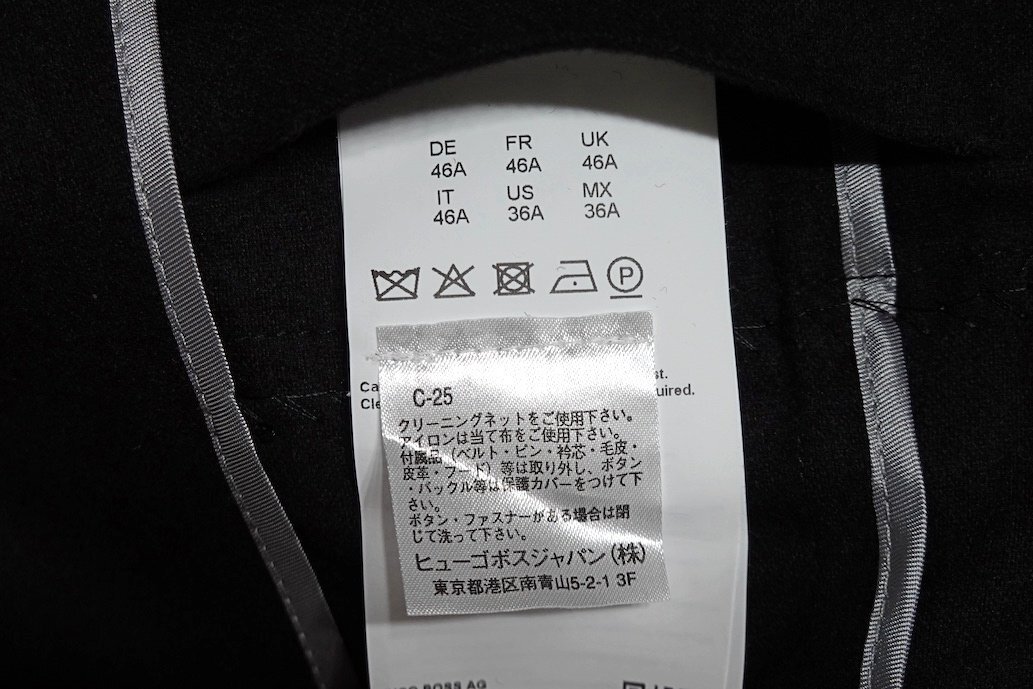 DE FR UK
46A 46A 46A
IT US MX
46A 36A 36A
P
Ca st.
Cle uired.
C-25
クリーニングネットをご使用下さい。
アイロンは当て布をご使用下さい。
付属品（ベルト・ピン・衿芯・毛皮・
皮革・フード）等は取り外し、ボタン
・バックル等は保護カバーをつけて下
さい。
ボタン・ファスナーがある場合は閉
じて洗って下さい。
ヒューゴボスジャパン（株）
東京都港区南青山5-2-1 3F
BOSS AG